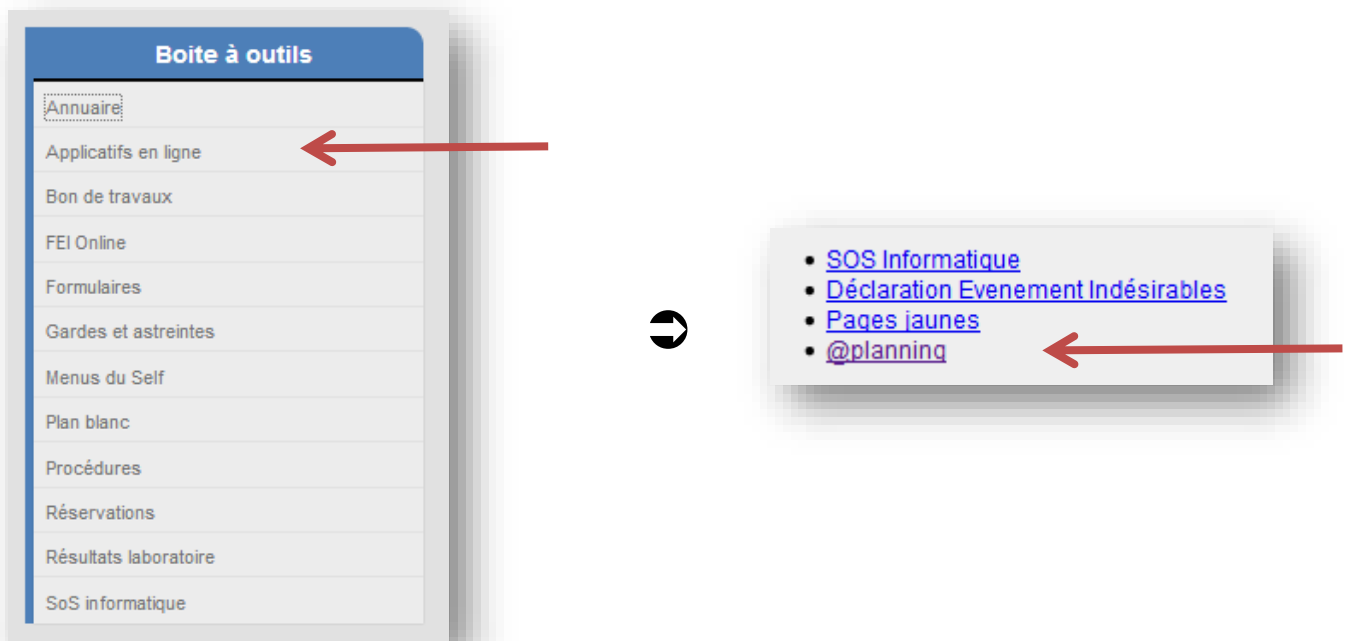 Boite à outils
Annuaire
Applicatifs en ligne
Bon de travaux
FEI Online
Formulaires
Gardes et astreintes
Menus du Self
Plan blanc
Procédures
Réservations
Résultats laboratoire
SoS informatique
SOS Informatique
Déclaration Evenement Indésirables
Pages jaunes
@planning